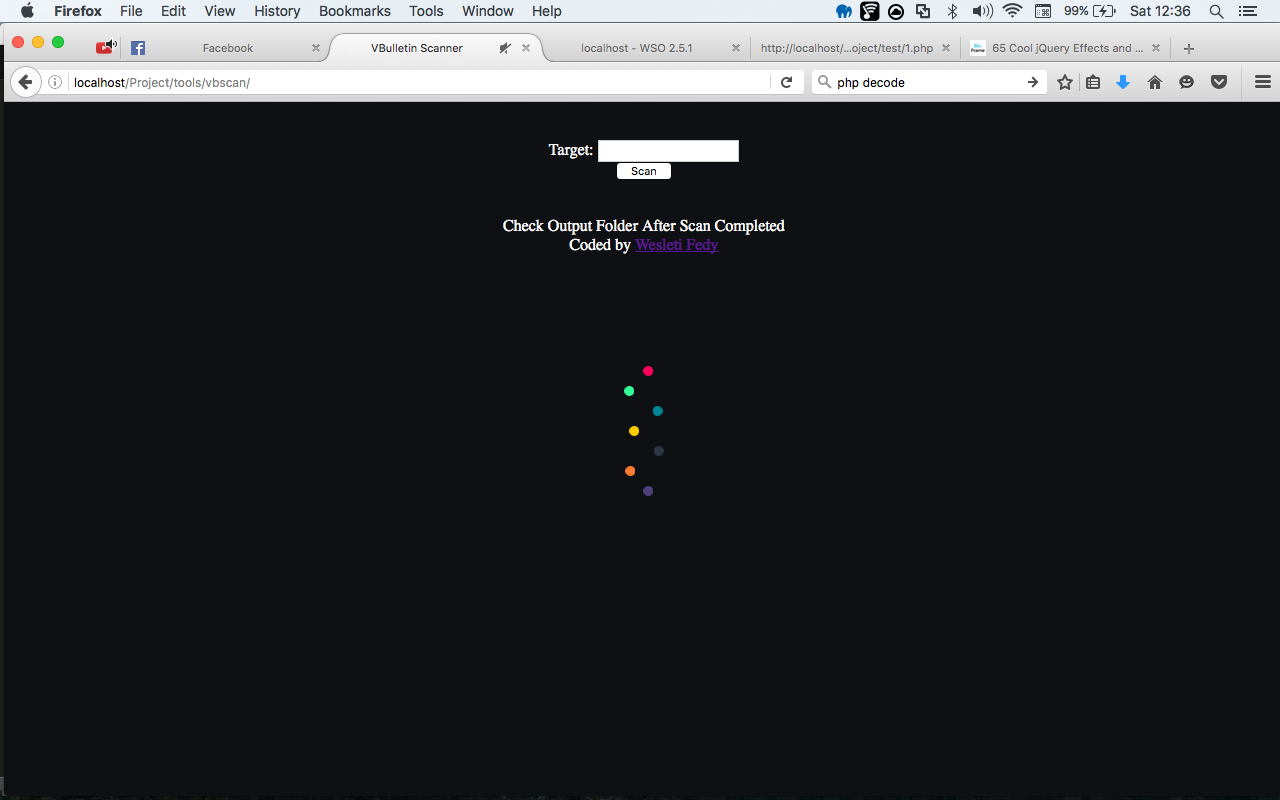 Firefox File Edit View History Bookmarks Tools Window Help 99% Sat 12:36
Facebook VBulletin Scanner localhost - WSO 2.5.1 http://localhost/...oject/test/1.php 65 Cool jQuery Effects and ...
localhost/Project/tools/vbscan/ php decode
Target:
Scan
Check Output Folder After Scan Completed
Coded by Wesleti Fedy